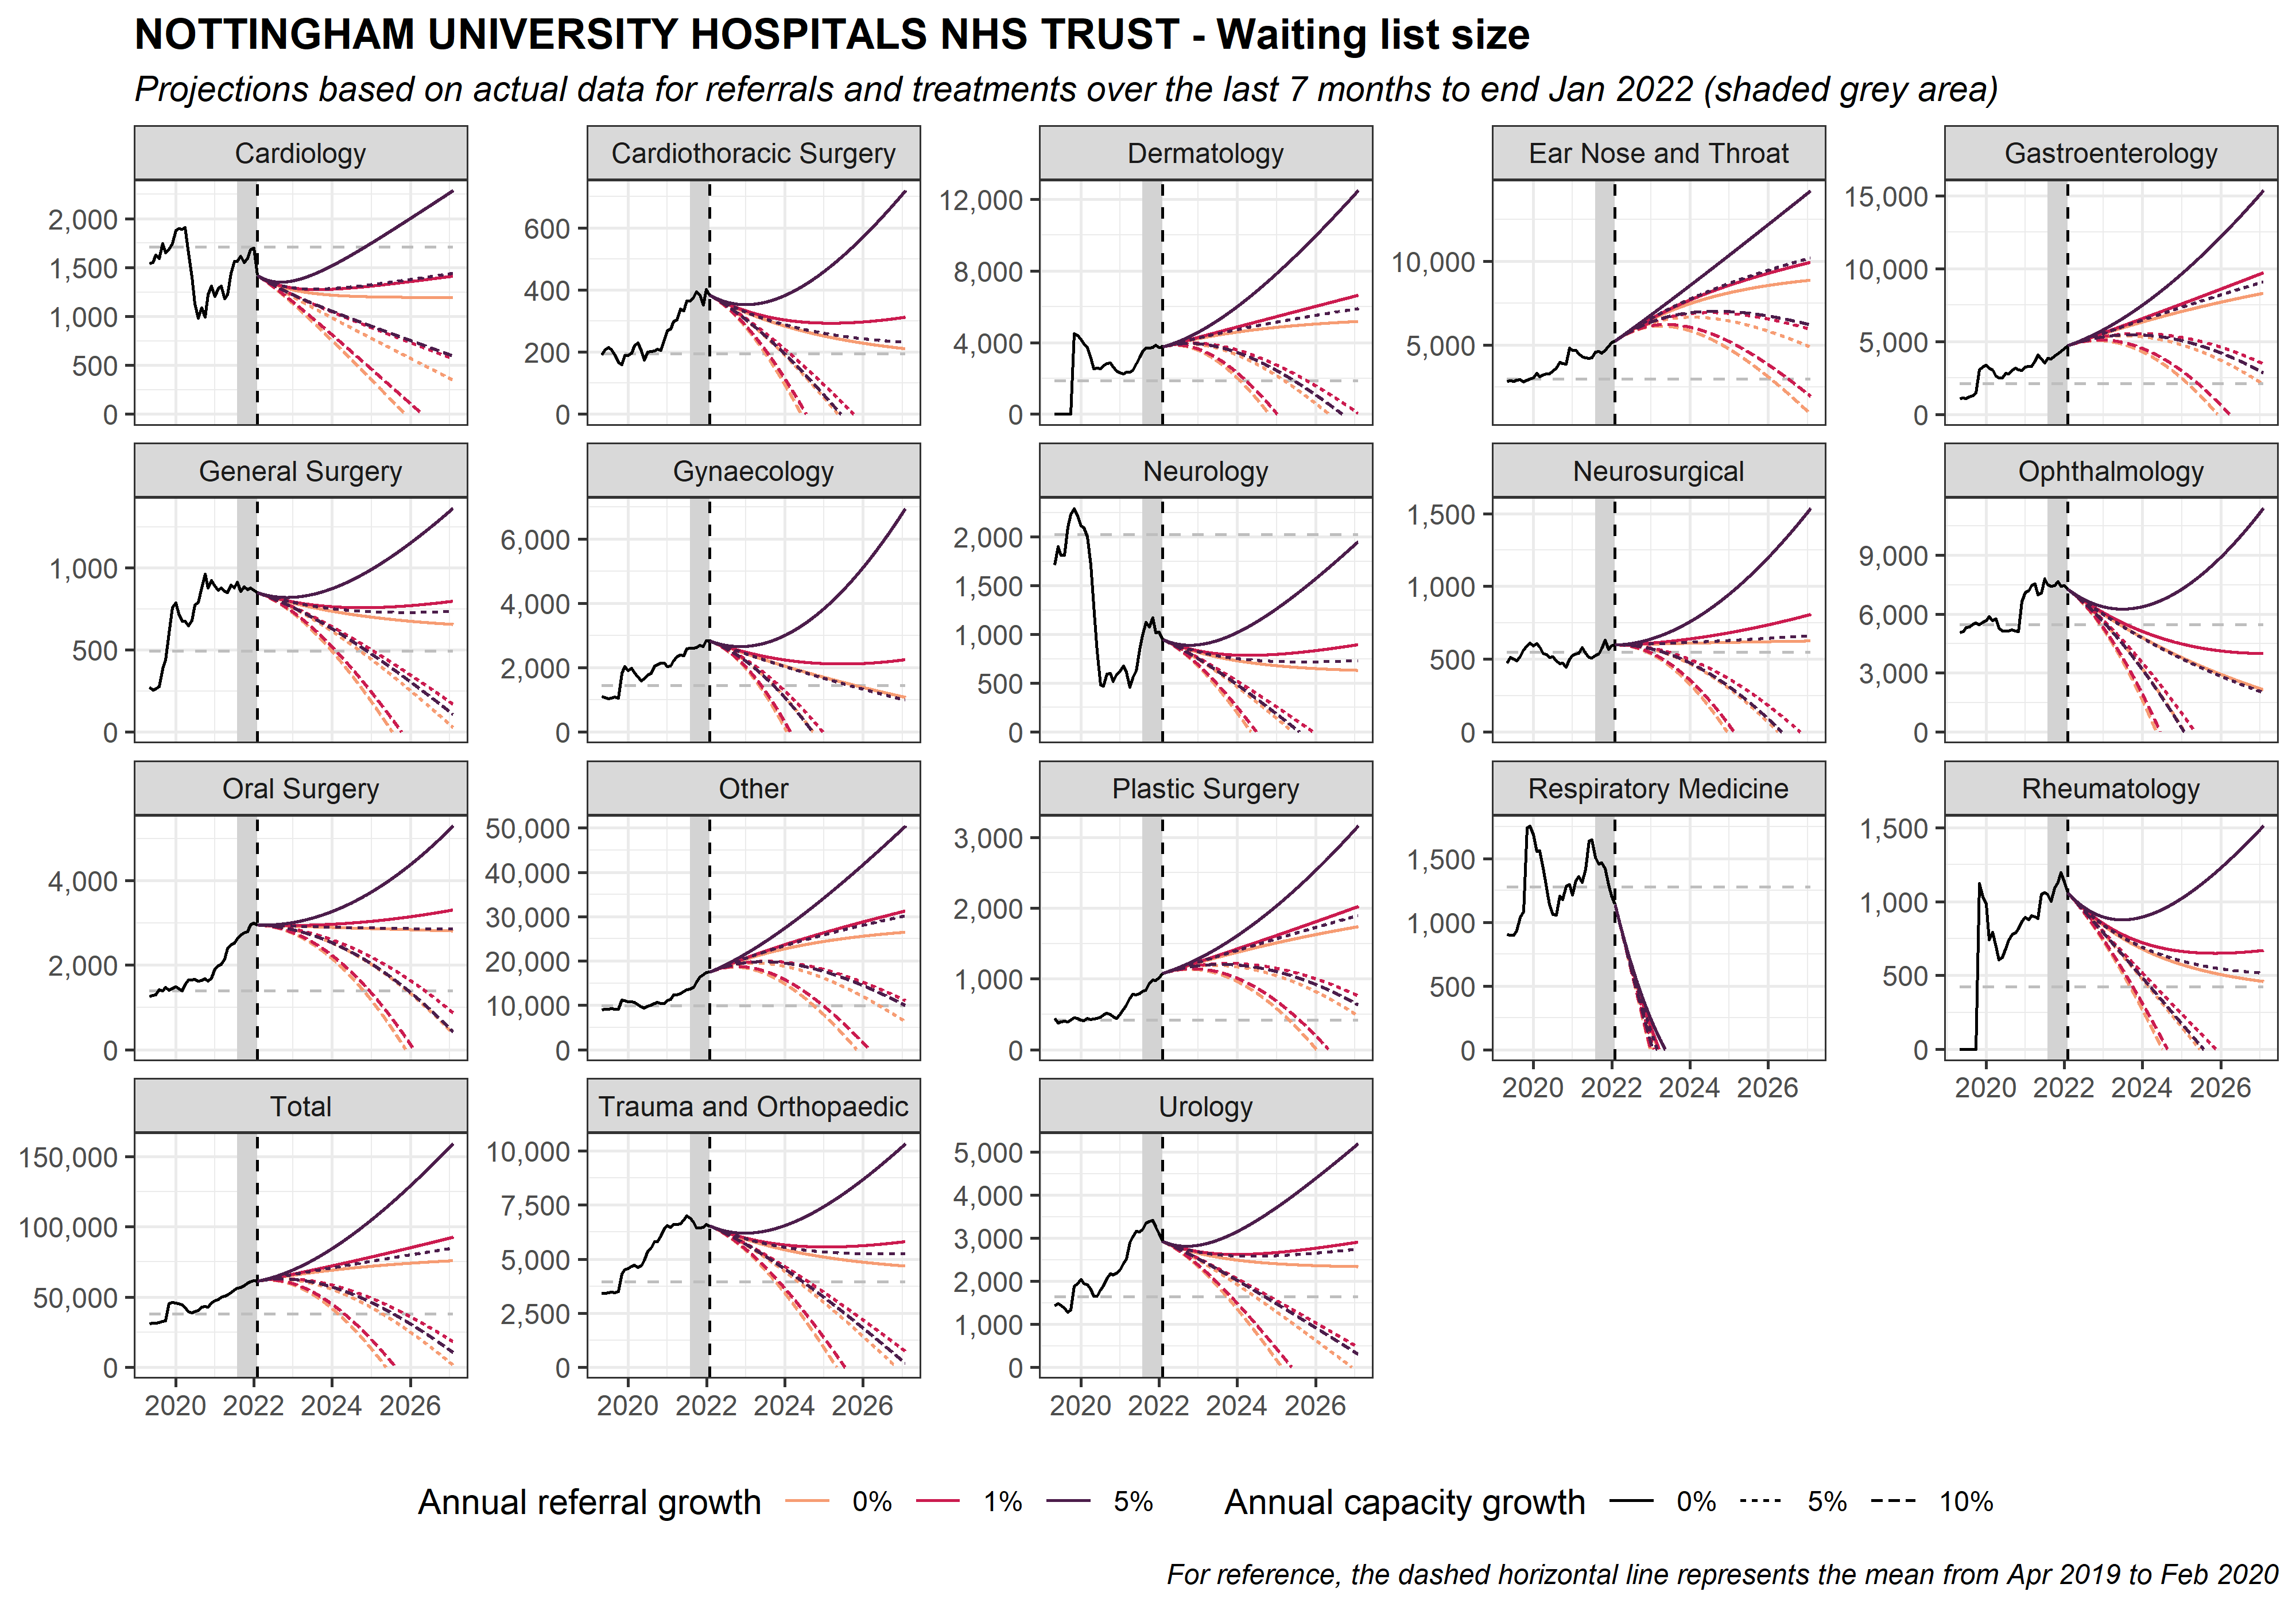 NOTTINGHAM UNIVERSITY HOSPITALS NHS TRUST - Waiting list size
Projections based on actual data for referrals and treatments over the last 7 months to end Jan 2022 (shaded grey area)
Cardiology
2,000
1,500
1,000
500
0
Cardiothoracic Surgery
600
400
200
0
Dermatology
12,000
8,000
4,000
0
Ear Nose and Throat
10,000
5,000
Gastroenterology
15,000
10,000
5,000
0
General Surgery
1,000
500
0
Gynaecology
6,000
4,000
2,000
0
Neurology
2,000
1,500
1,000
500
0
Neurosurgical
1,500
1,000
500
0
Ophthalmology
9,000
6,000
3,000
0
Oral Surgery
4,000
2,000
0
Other
50,000
40,000
30,000
20,000
10,000
0
Plastic Surgery
3,000
2,000
1,000
0
Respiratory Medicine
1,500
1,000
500
0
2020 2022 2024 2026
Rheumatology
1,500
1,000
500
0
2020 2022 2024 2026
Total
150,000
100,000
50,000
0
2020 2022 2024 2026
Trauma and Orthopaedic
10,000
7,500
5,000
2,500
0
2020 2022 2024 2026
Urology
5,000
4,000
3,000
2,000
1,000
0
2020 2022 2024 2026
Annual referral growth 0% 1% 5% Annual capacity growth 0% 5% 10%
For reference, the dashed horizontal line represents the mean from Apr 2019 to Feb 2020